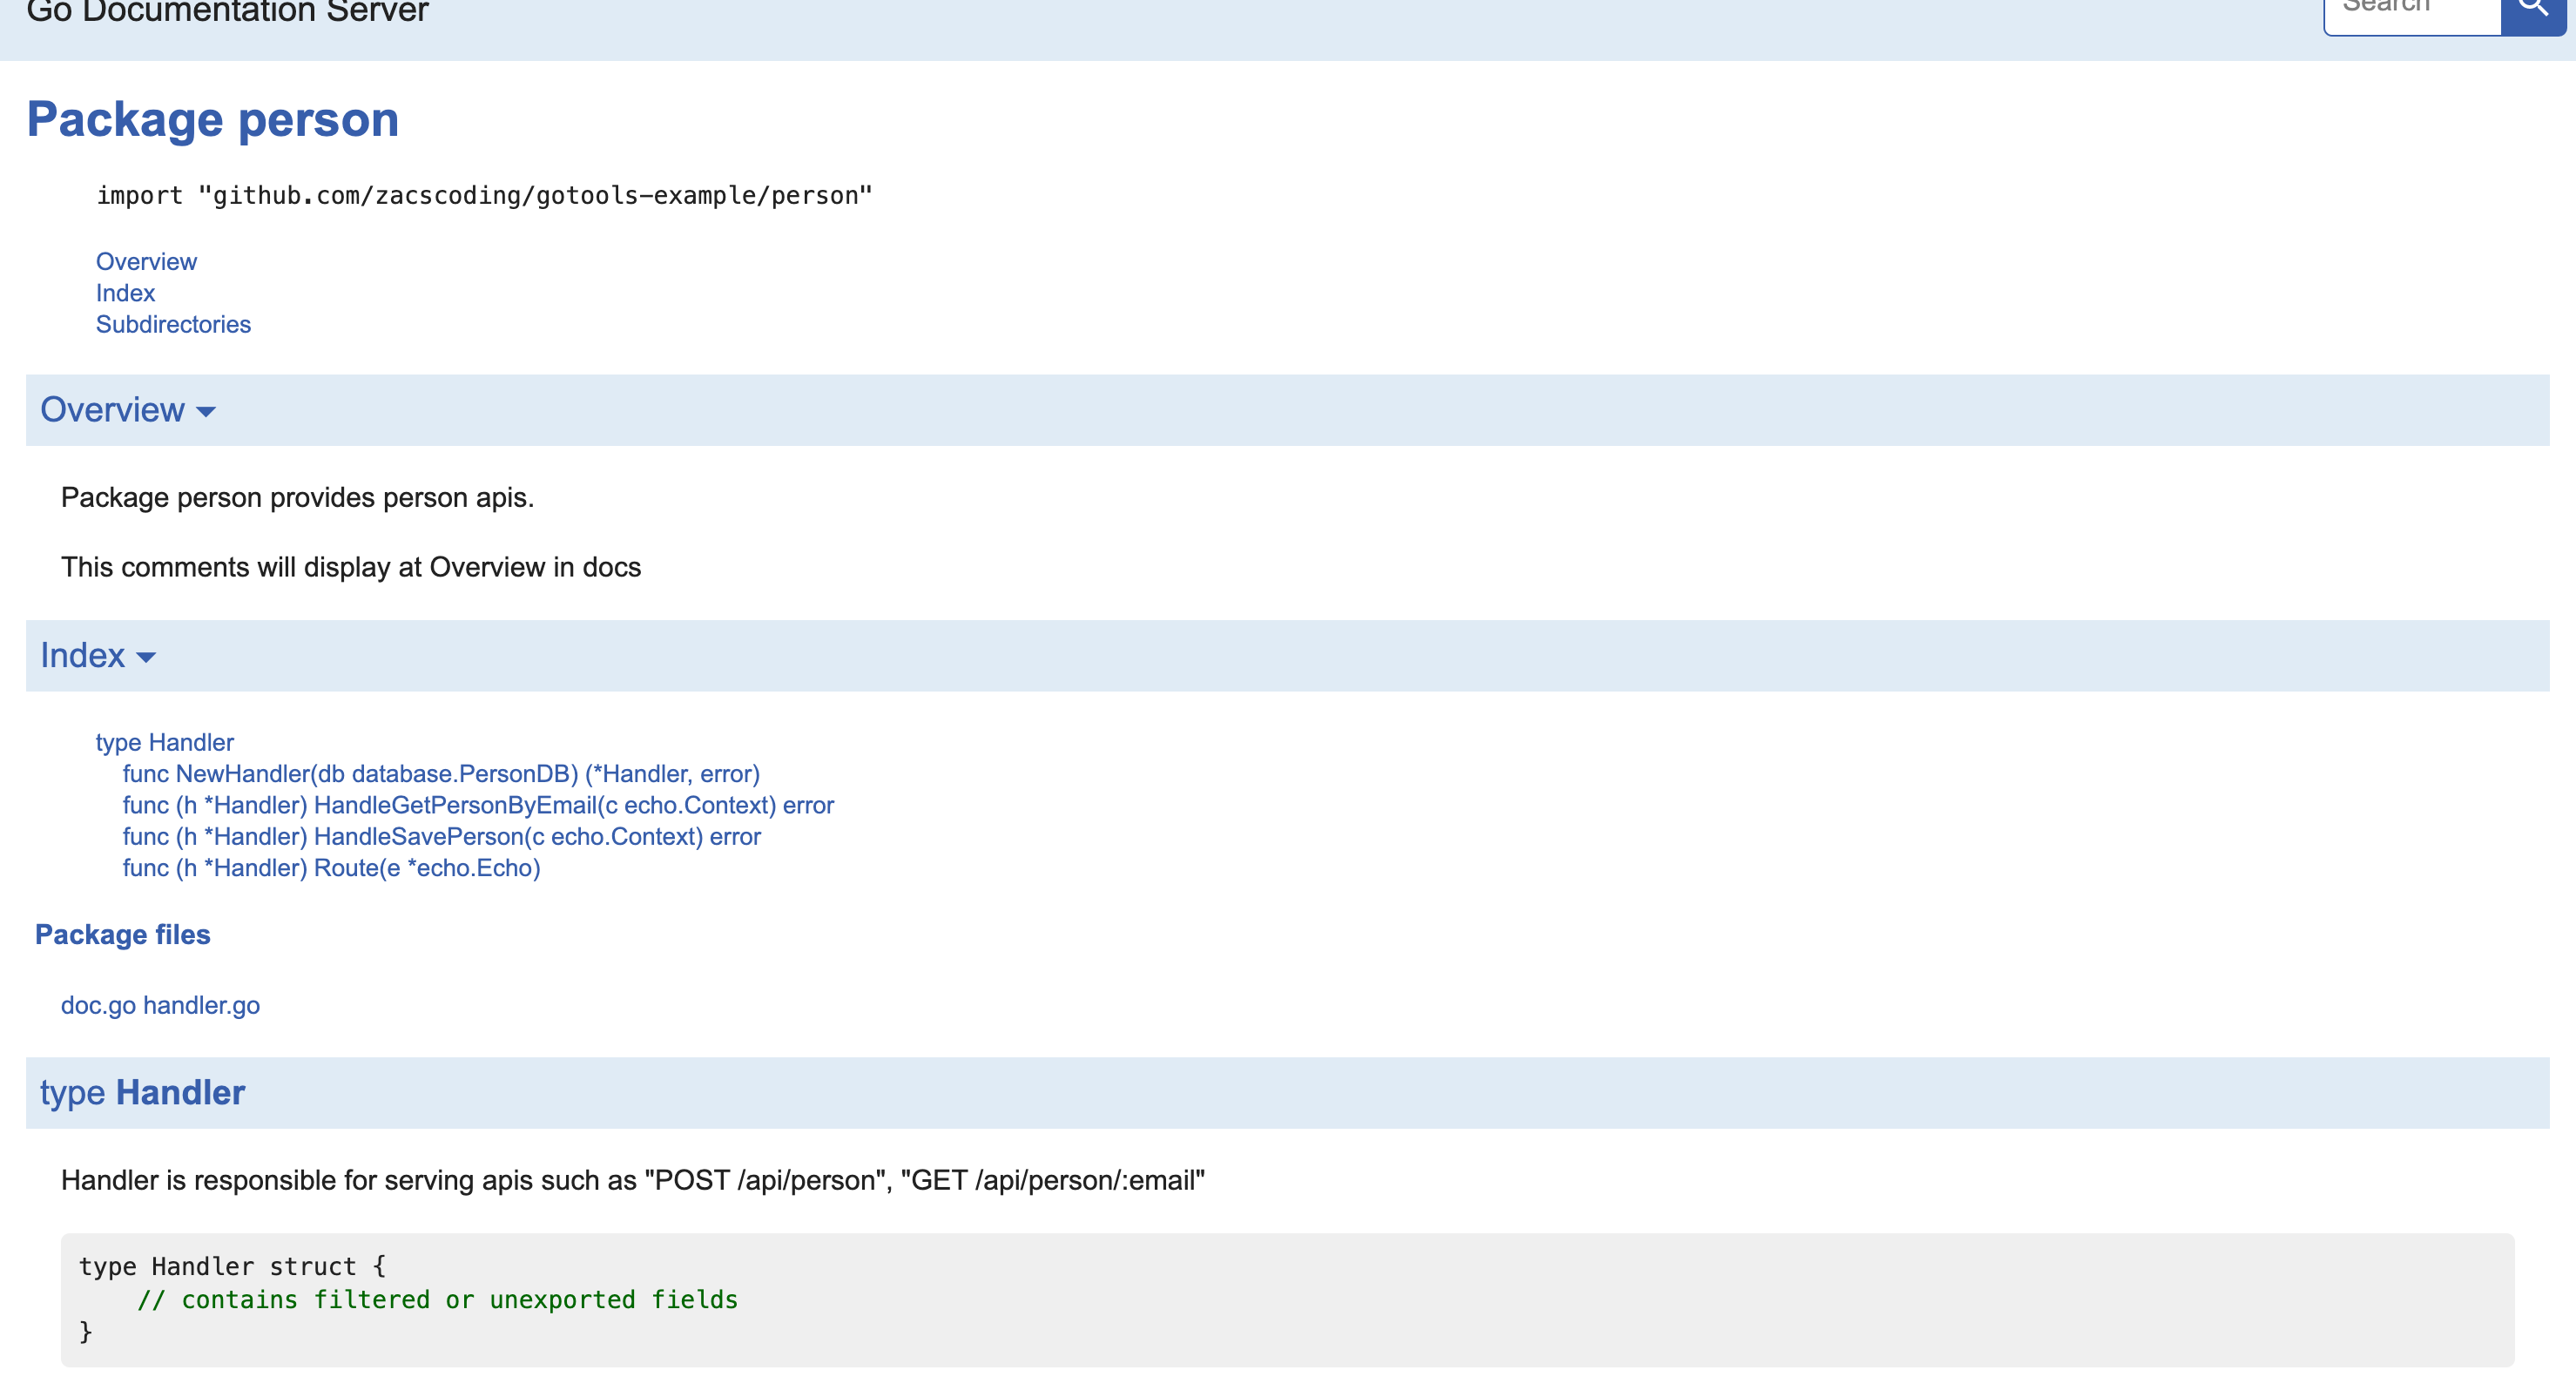 Go Documentation Server
Search
Package person
import "github.com/zacscoding/gotools-example/person"
Overview
Index
Subdirectories
Overview
Package person provides person apis.
This comments will display at Overview in docs
Index
type Handler
func NewHandler(db database.PersonDB) (*Handler, error)
func (h *Handler) HandleGetPersonByEmail(c echo.Context) error
func (h *Handler) HandleSavePerson(c echo.Context) error
func (h *Handler) Route(e *echo.Echo)
Package files
doc.go handler.go
type Handler
Handler is responsible for serving apis such as "POST /api/person", "GET /api/person/:email"
type Handler struct {
    // contains filtered or unexported fields
}